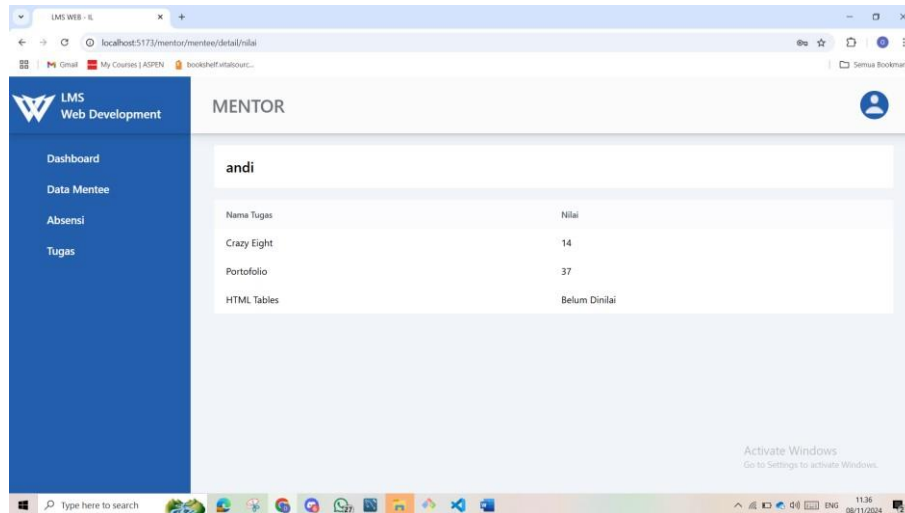 LMS WEB - IL
localhost:5173/mentor/mentee/detail/nilai
Gmail
My Courses | ASPEN
bookshelf.vitalsourc...
Semua Bookmar
LMS
Web Development
MENTOR
Dashboard
Data Mentee
Absensi
Tugas
andi
Nama Tugas Nilai
Crazy Eight 14
Portofolio 37
HTML Tables Belum Dinilai
Activate Windows
Go to Settings to activate Windows.
Type here to search
ENG
11.36
08/11/2024